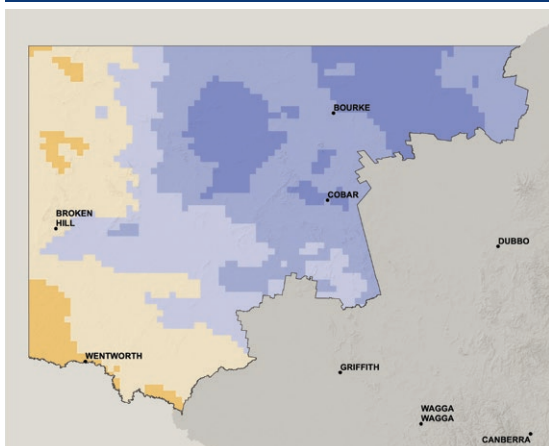 BOURKE
COBAR
BROKEN
HILL
DUBBO
WENTWORTH
GRIFFITH
WAGGA
WAGGA
CANBERRA